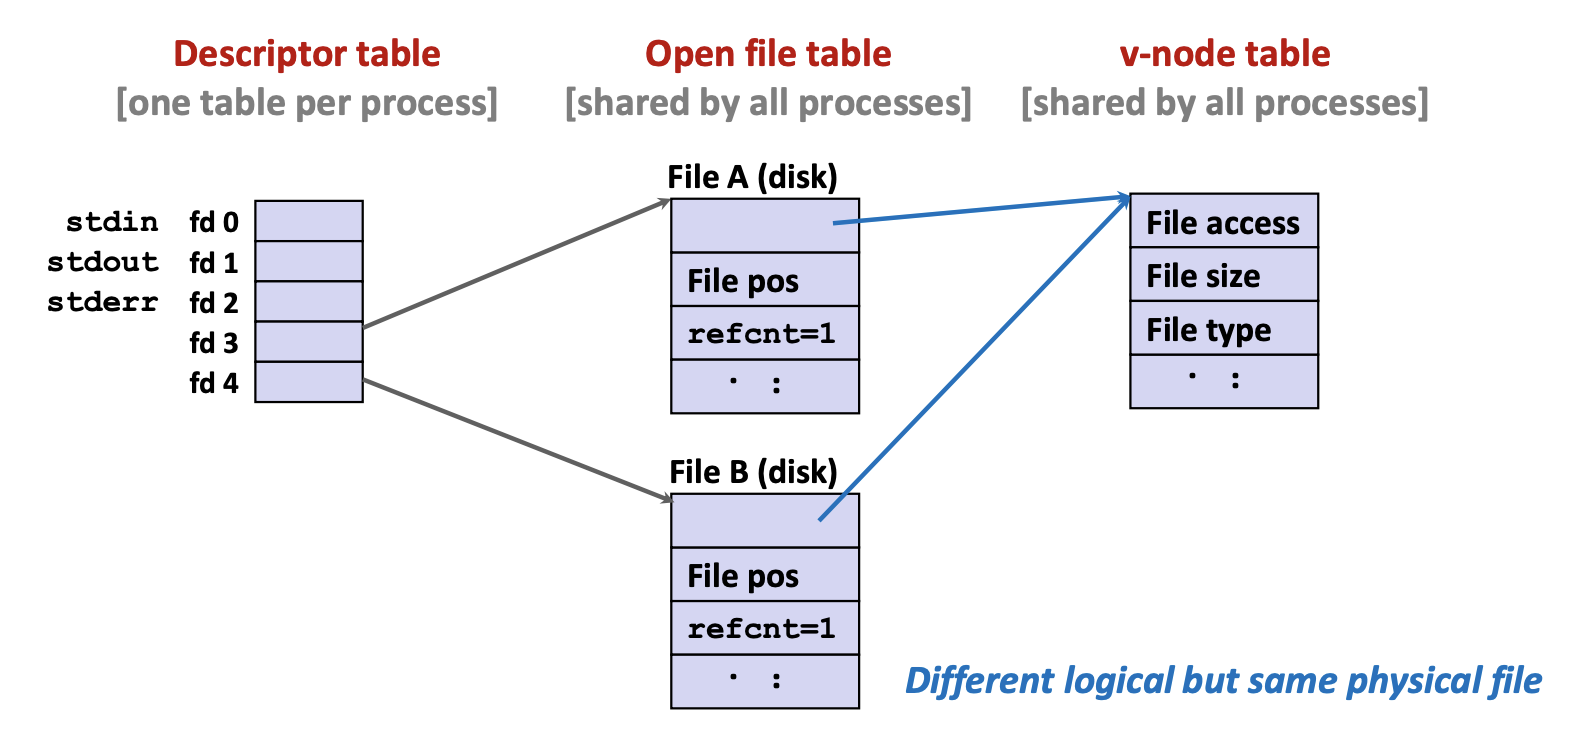 Descriptor table
[one table per process]
Open file table
[shared by all processes]
v-node table
[shared by all processes]
stdin fd 0
stdout fd 1
stderr fd 2
fd 3
fd 4
File A (disk)
File pos
refcnt=1
. :
File B (disk)
File pos
refcnt=1
. :
File access
File size
File type
. :
Different logical but same physical file